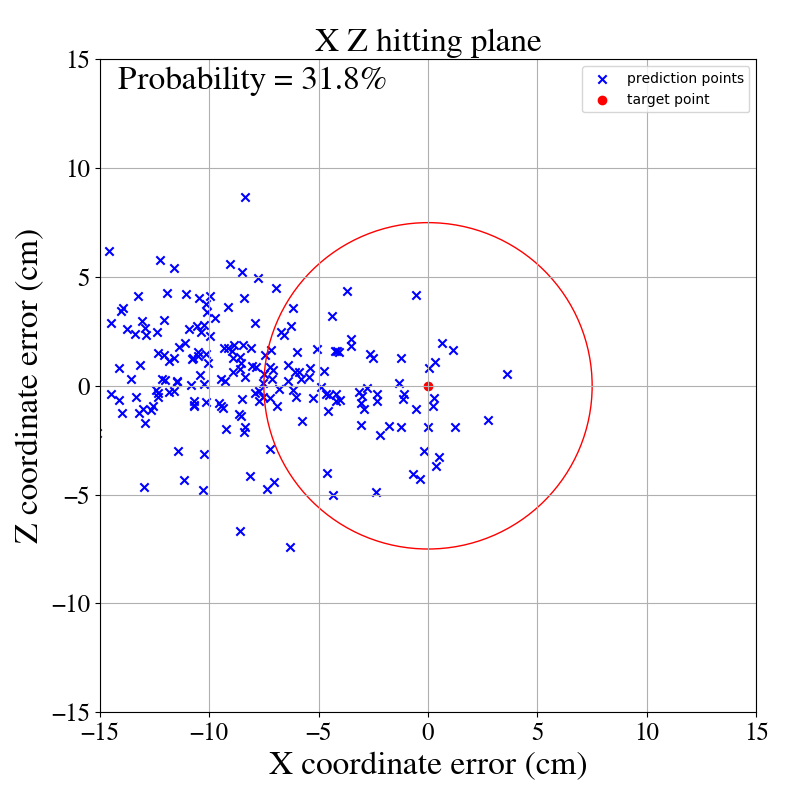 X Z hitting plane
Probability = 31.8%
prediction points
target point
15
10
5
0
−5
−10
−15
Z coordinate error (cm)
−15 −10 −5 0 5 10 15
X coordinate error (cm)